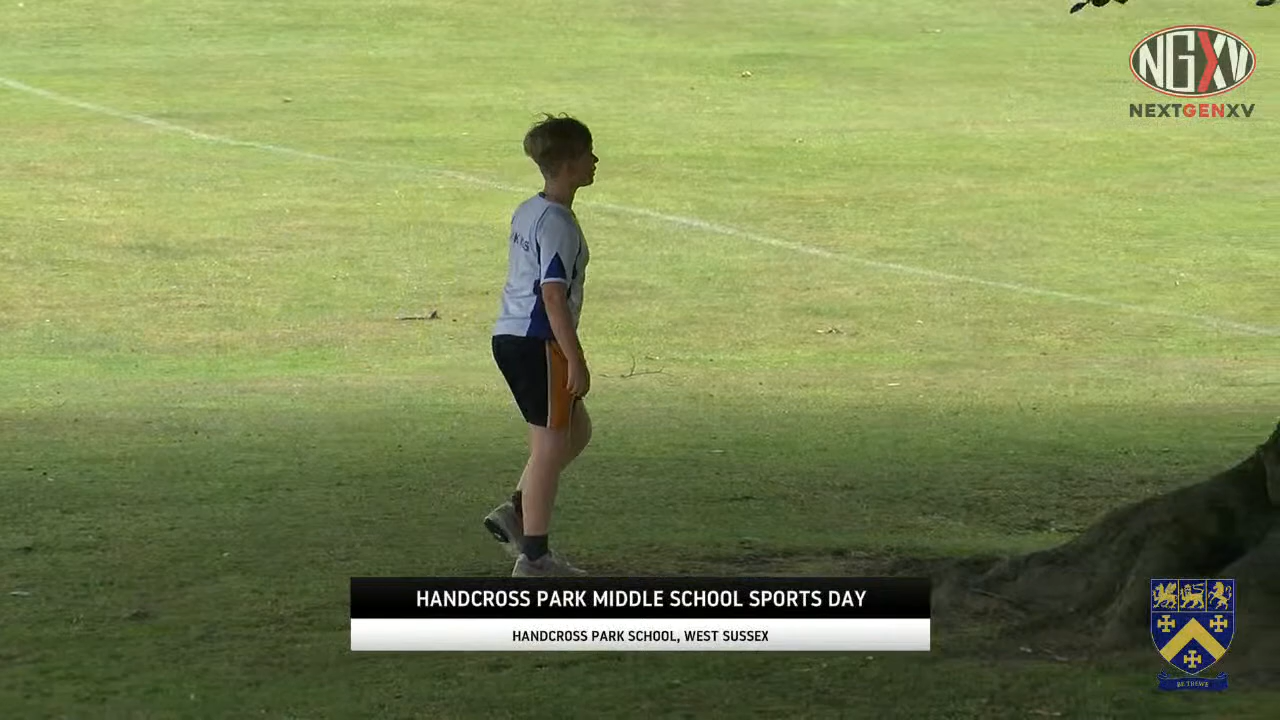 NGXV
NEXTGENXV
HANDCROSS PARK MIDDLE SCHOOL SPORTS DAY
HANDCROSS PARK SCHOOL, WEST SUSSEX